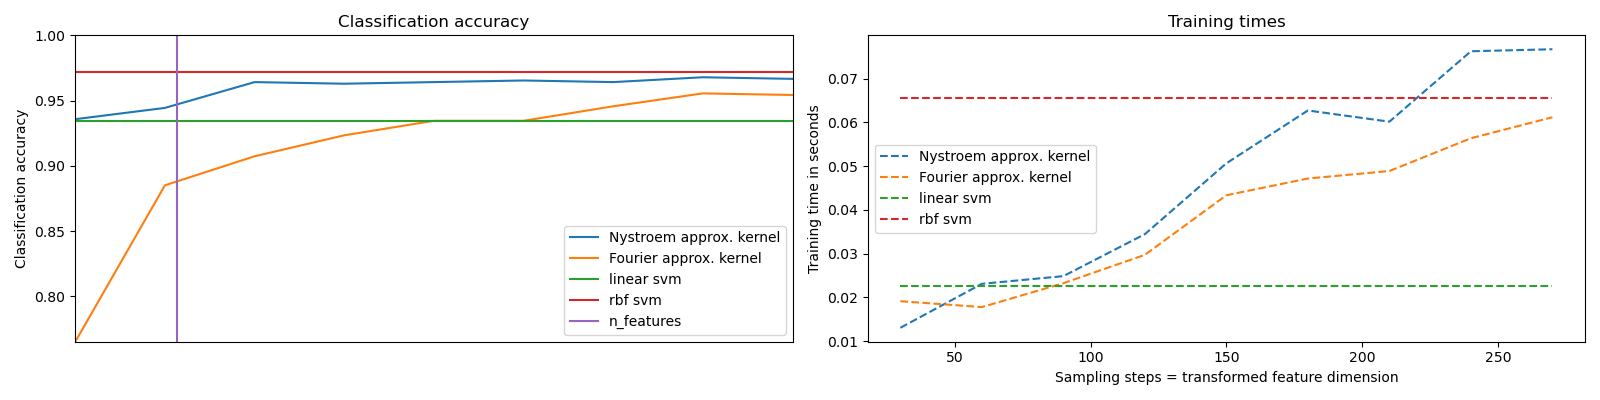 Classification accuracy
Classification accuracy
1.00
0.95
0.90
0.85
0.80
Nystroem approx. kernel
Fourier approx. kernel
linear svm
rbf svm
n_features
Training times
Training time in seconds
0.07
0.06
0.05
0.04
0.03
0.02
0.01
Nystroem approx. kernel
Fourier approx. kernel
linear svm
rbf svm
50 100 150 200 250
Sampling steps = transformed feature dimension